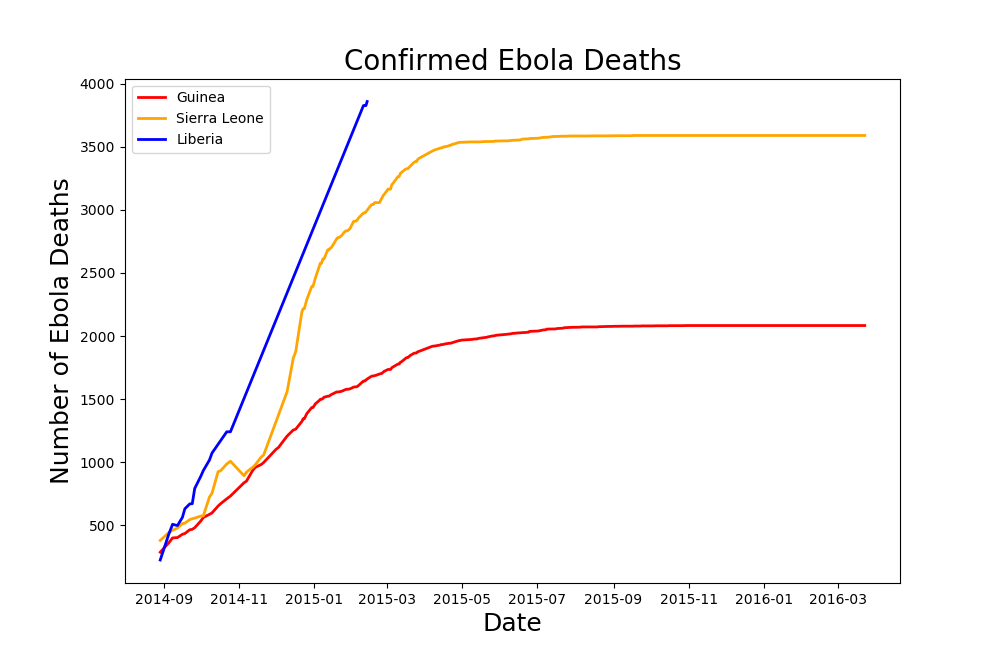 Confirmed Ebola Deaths
4000
3500
3000
2500
2000
1500
1000
500
Number of Ebola Deaths
Guinea
Sierra Leone
Liberia
2014-09 2014-11 2015-01 2015-03 2015-05 2015-07 2015-09 2015-11 2016-01 2016-03
Date